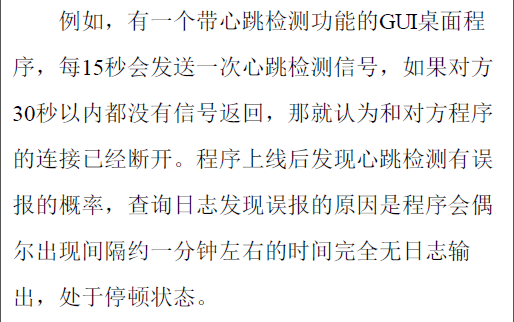 例如，有一个带心跳检测功能的GUI桌面程
序，每15秒会发送一次心跳检测信号，如果对方
30秒以内都没有信号返回，那就认为和对方程序
的连接已经断开。程序上线后发现心跳检测有误
报的概率，查询日志发现误报的原因是程序会偶
尔出现间隔约一分钟左右的时间完全无日志输
出，处于停顿状态。